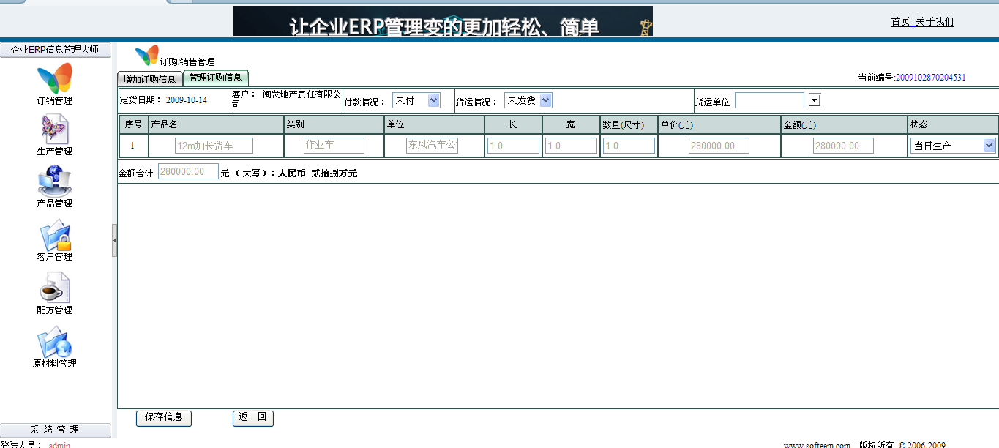 让企业ERP管理变的更加轻松、简单
首页 关于我们
企业ERP信息管理大师
订购/销售管理
增加订购信息 管理订购信息
当前编号:2009102870204531
定货日期： 2009-10-14 客户： 闽发地产责任有限公
司
付款情况： 未付 货运情况： 未发货 货运单位
序号 产品名 类别 单位 长 宽 数量(尺寸) 单价(元) 金额(元) 状态
1 12m加长货车 作业车 东风汽车公 1.0 1.0 1.0 280000.00 280000.00 当日生产
金额合计 280000.00 元 （大写）：人民币 贰拾捌万元
订销管理
生产管理
产品管理
客户管理
配方管理
原材料管理
保存信息 返 回
系 统 管 理
登陆人员： admin
www.softeem.com 版权所有 © 2006-2009